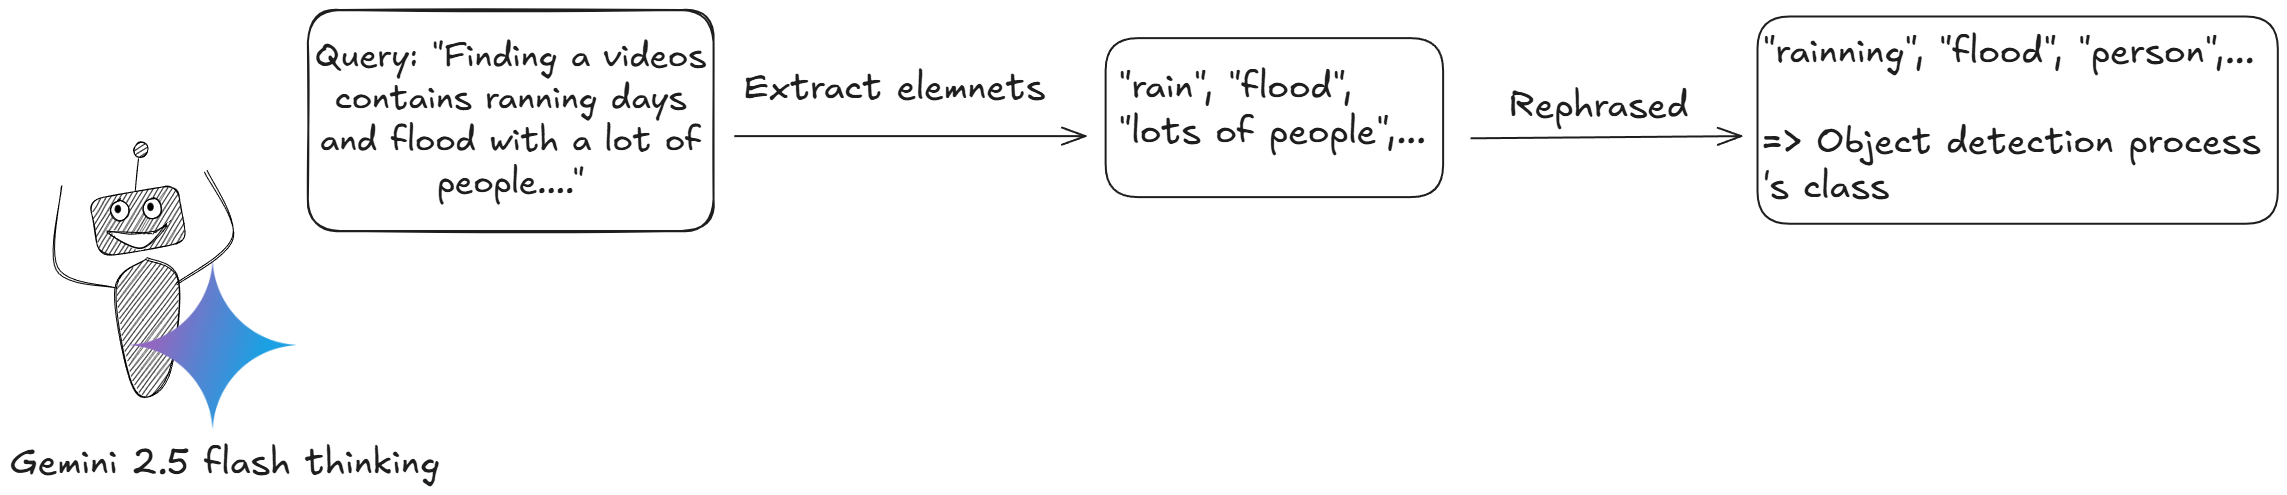 Query: "Finding a videos
contains ranning days
and flood with a lot of
people...."
Extract elemnets
"rain", "flood",
"lots of people",...
Rephrased
"rainning", "flood", "person",...
=> Object detection process
's class
Gemini 2.5 flash thinking